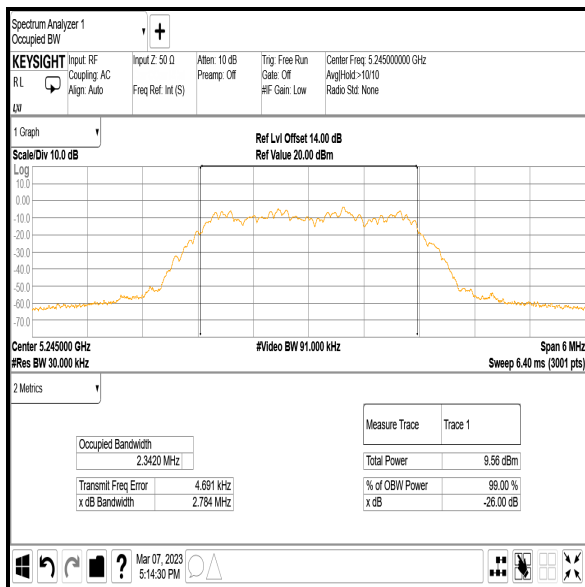 Spectrum Analyzer 1
Occupied BW
KEYSIGHT
R L
LXI
Input: RF
Coupling: AC
Align: Auto
Input Z: 50 Ω
Freq Ref: Int (S)
Atten: 10 dB
Preamp: Off
Trig: Free Run
Gate: Off
#IF Gain: Low
Center Freq: 5.245000000 GHz
Avg|Hold:>10/10
Radio Std: None
1 Graph
Scale/Div 10.0 dB
Ref Lvl Offset 14.00 dB
Ref Value 20.00 dBm
Log
10.0
0.00
-10.0
-20.0
-30.0
-40.0
-50.0
-60.0
-70.0
Center 5.245000 GHz
#Res BW 30.000 kHz
#Video BW 91.000 kHz
Span 6 MHz
Sweep 6.40 ms (3001 pts)
2 Metrics
Occupied Bandwidth
2.3420 MHz
Transmit Freq Error 4.691 kHz
x dB Bandwidth 2.784 MHz
Measure Trace Trace 1
Total Power 9.56 dBm
% of OBW Power 99.00 %
x dB -26.00 dB
Mar 07, 2023
5:14:30 PM